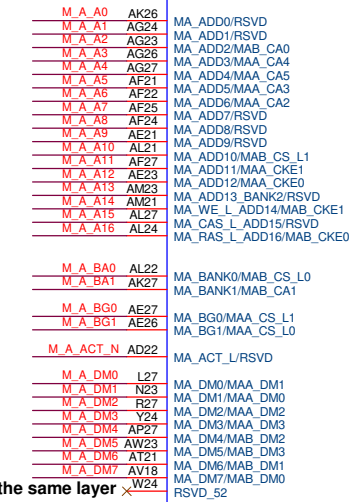 M_A_A0 AK26 MA_ADD0/RSVD
M_A_A1 AG24 MA_ADD1/RSVD
M_A_A2 AG23 MA_ADD2/MAB_CA0
M_A_A3 AG26 MA_ADD3/MAA_CA4
M_A_A4 AG27 MA_ADD4/MAA_CA5
M_A_A5 AF21 MA_ADD5/MAA_CA3
M_A_A6 AF22 MA_ADD6/MAA_CA2
M_A_A7 AF25 MA_ADD7/RSVD
M_A_A8 AF24 MA_ADD8/RSVD
M_A_A9 AE21 MA_ADD9/RSVD
M_A_A10 AL21 MA_ADD10/MAB_CS_L1
M_A_A11 AF27 MA_ADD11/MAA_CKE1
M_A_A12 AE23 MA_ADD12/MAA_CKE0
M_A_A13 AM23 MA_ADD13_BANK2/RSVD
M_A_A14 AM21 MA_WE_L_ADD14/MAB_CKE1
M_A_A15 AL27 MA_CAS_L_ADD15/RSVD
M_A_A16 AL24 MA_RAS_L_ADD16/MAB_CKE0
M_A_BA0 AL22 MA_BANK0/MAB_CS_L0
M_A_BA1 AK27 MA_BANK1/MAB_CA1
M_A_BG0 AE27 MA_BG0/MAA_CS_L1
M_A_BG1 AE26 MA_BG1/MAA_CS_L0
M_A_ACT_N AD22 MA_ACT_L/RSVD
M_A_DM0 L27 MA_DM0/MAA_DM1
M_A_DM1 N23 MA_DM1/MAA_DM0
M_A_DM2 R27 MA_DM2/MAA_DM2
M_A_DM3 Y24 MA_DM3/MAA_DM3
M_A_DM4 AP27 MA_DM4/MAB_DM2
M_A_DM5 AW23 MA_DM5/MAB_DM3
M_A_DM6 AT21 MA_DM6/MAB_DM1
M_A_DM7 AV18 MA_DM7/MAB_DM0
the same layer W24 RSVD_52